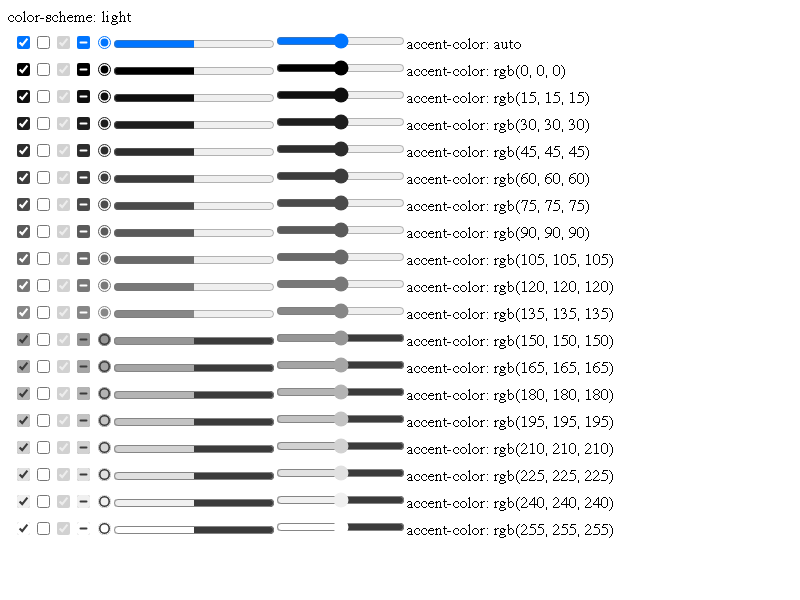 color-scheme: light
accent-color: auto
accent-color: rgb(0, 0, 0)
accent-color: rgb(15, 15, 15)
accent-color: rgb(30, 30, 30)
accent-color: rgb(45, 45, 45)
accent-color: rgb(60, 60, 60)
accent-color: rgb(75, 75, 75)
accent-color: rgb(90, 90, 90)
accent-color: rgb(105, 105, 105)
accent-color: rgb(120, 120, 120)
accent-color: rgb(135, 135, 135)
accent-color: rgb(150, 150, 150)
accent-color: rgb(165, 165, 165)
accent-color: rgb(180, 180, 180)
accent-color: rgb(195, 195, 195)
accent-color: rgb(210, 210, 210)
accent-color: rgb(225, 225, 225)
accent-color: rgb(240, 240, 240)
accent-color: rgb(255, 255, 255)